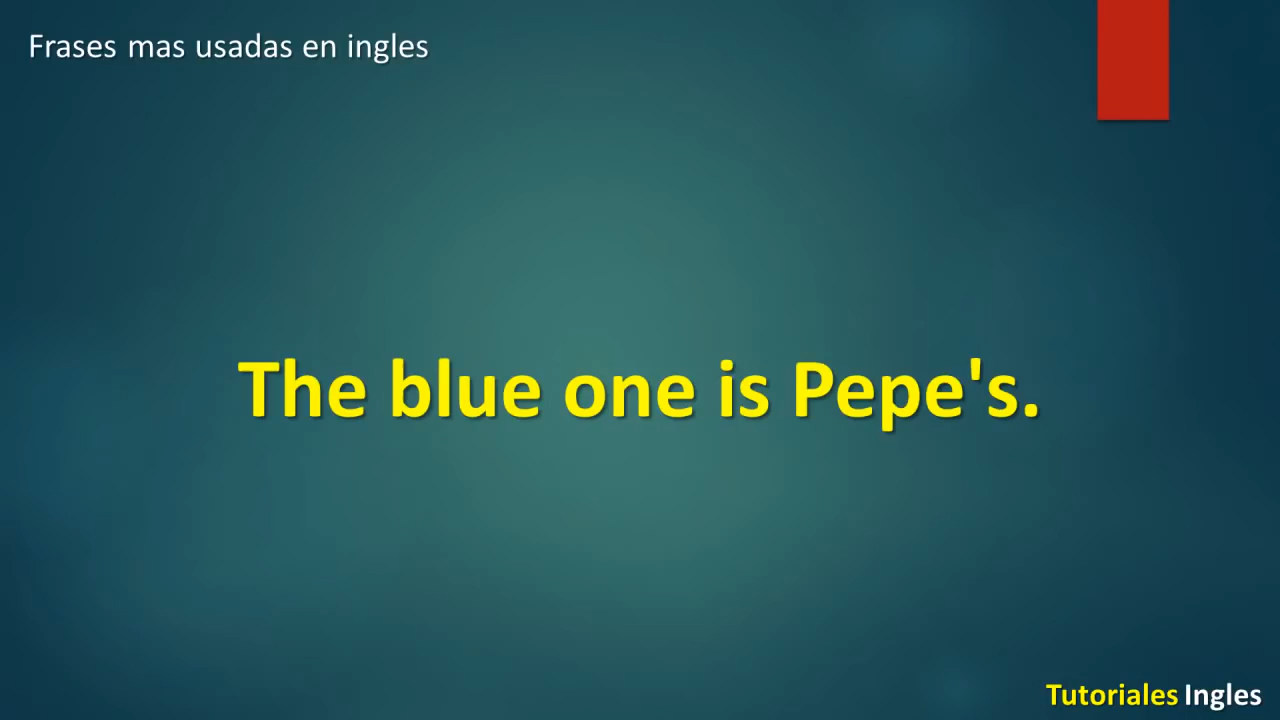 Frases mas usadas en ingles
The blue one is Pepe's.
Tutoriales Ingles